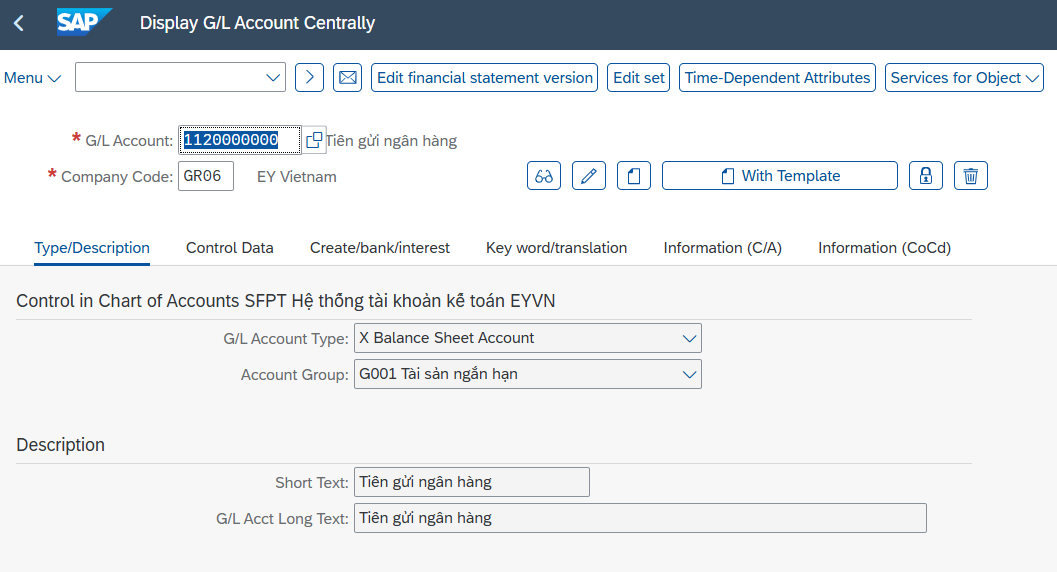 SAP Display G/L Account Centrally
Menu Edit financial statement version Edit set Time-Dependent Attributes Services for Object
* G/L Account: 1120000000 Tiên gửi ngân hàng
* Company Code: GR06 EY Vietnam
With Template
Type/Description Control Data Create/bank/interest Key word/translation Information (C/A) Information (CoCd)
Control in Chart of Accounts SFPT Hệ thống tài khoản kế toán EYVN
G/L Account Type: X Balance Sheet Account
Account Group: G001 Tài sản ngắn hạn
Description
Short Text: Tiên gửi ngân hàng
G/L Acct Long Text: Tiên gửi ngân hàng